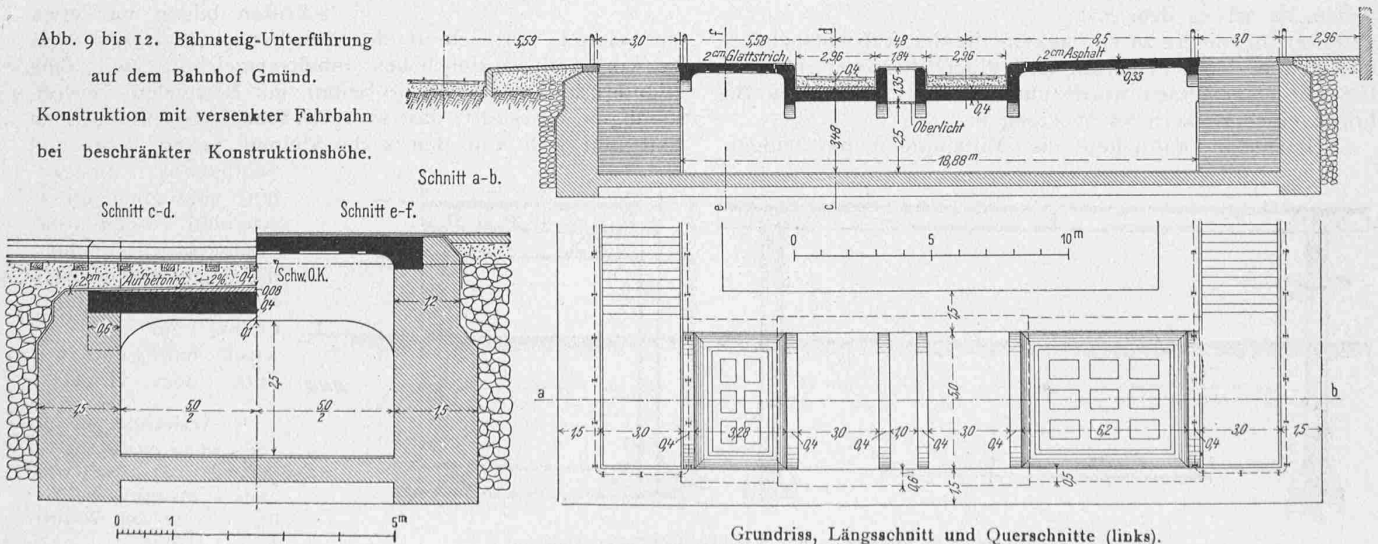 Abb. 9 bis 12. Bahnsteig-Unterführung
auf dem Bahnhof Gmünd.
Konstruktion mit versenkter Fahrbahn
bei beschränkter Konstruktionshöhe.
Schnitt a-b.
5,53 3,0 5,58 2,96 48 1,84 2,26 8,5 3,0 2,36
e d
2cm Glattstrich 0,4 1,35 2cm Asphalt 0,33
0,4
Oberlicht
3,48 2,5
18,88m
e c
Schnitt c-d.
Schnitt e-f.
Schw. O.K.
2cm Aufbetong 2% 0,4
0,08
0,4
1,2
0,6
0,1
2,5
1,5 5,0/2 5,0/2 1,5
0 1 5m
0 5 10m
1,5
5,0
a b
1,5 3,0 3,28 3,0 1,0 3,0 6,2 3,0 1,5
0,4 0,4 0,4 0,4 0,4 0,4
0,6 1,5 0,5
Grundriss, Längsschnitt und Querschnitte (links).